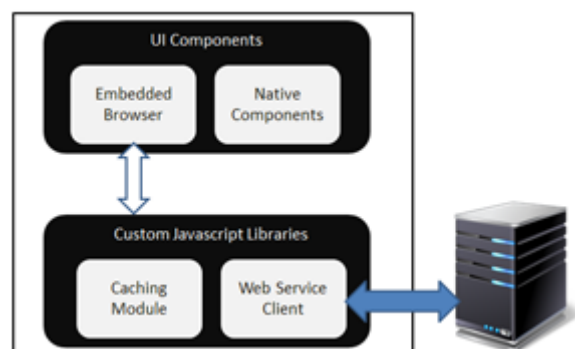 UI Components
Embedded
Browser
Native
Components
Custom Javascript Libraries
Caching
Module
Web Service
Client